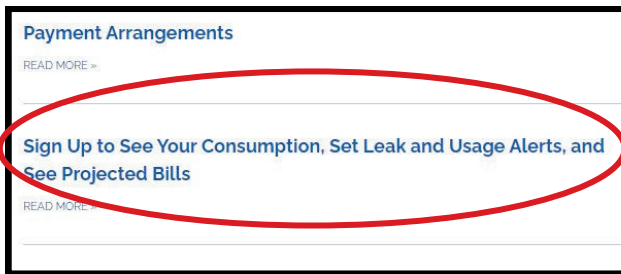 Payment Arrangements
READ MORE »
Sign Up to See Your Consumption, Set Leak and Usage Alerts, and
See Projected Bills
READ MORE »